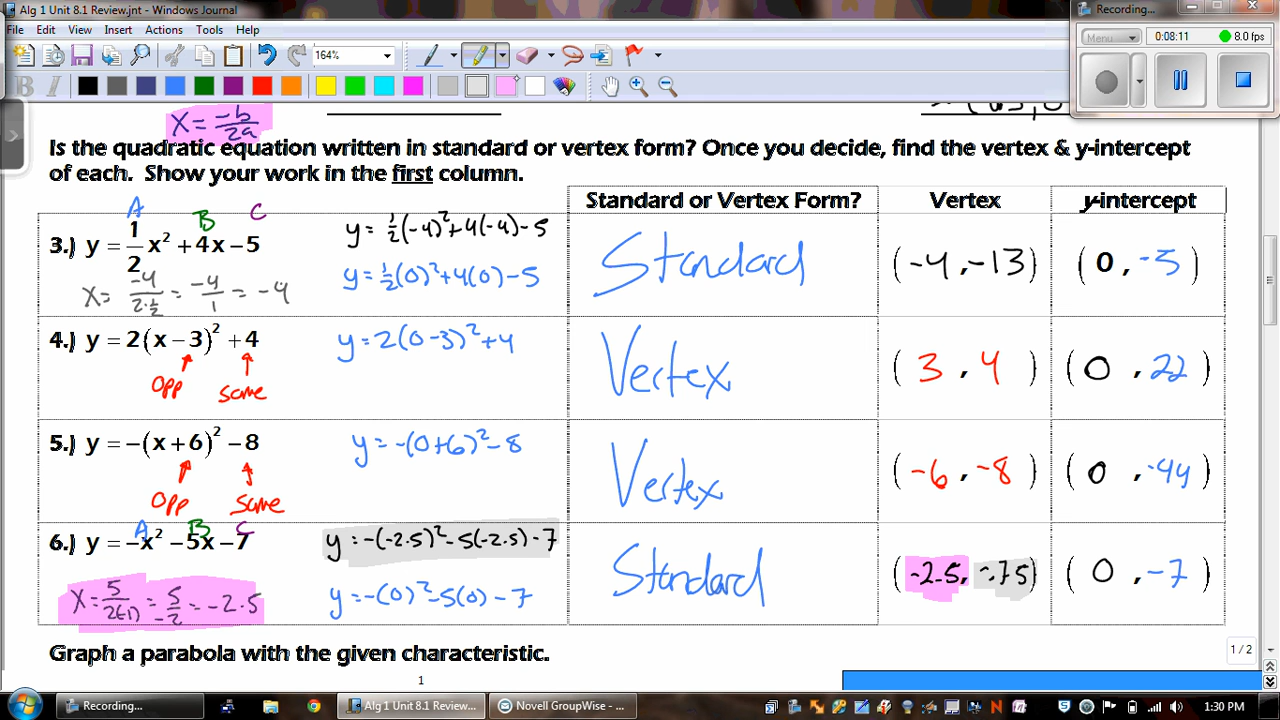 Alg 1 Unit 8.1 Review.jnt - Windows Journal
Recording...
File Edit View Insert Actions Tools Help
Menu 0:08:11 8.0 fps
164%
B I
x = -b/2a
Is the quadratic equation written in standard or vertex form? Once you decide, find the vertex & y-intercept
of each. Show your work in the first column.
Standard or Vertex Form? Vertex y-intercept
A B C
3.) y = 1/2 x² + 4x – 5
y = ½(-4)² + 4(-4) - 5
y = ½(0)² + 4(0) - 5
x = -4/2·½ = -4/1 = -4
Standard
(-4, -13)
(0, -5)
4.) y = 2(x – 3)² + 4
opp same
y = 2(0-3)² + 4
Vertex
(3, 4)
(0, 22)
5.) y = –(x + 6)² – 8
opp same
y = -(0+6)² - 8
Vertex
(-6, -8)
(0, -44)
A B C
6.) y = –x² – 5x – 7
y = -(-2.5)² - 5(-2.5) - 7
x = 5/2(-1) = 5/-2 = -2.5
y = -(0)² - 5(0) - 7
Standard
(-2.5, -.75)
(0, -7)
Graph a parabola with the given characteristic.
1 / 2
1
Recording... Alg 1 Unit 8.1 Review... Novell GroupWise - ... 1:30 PM